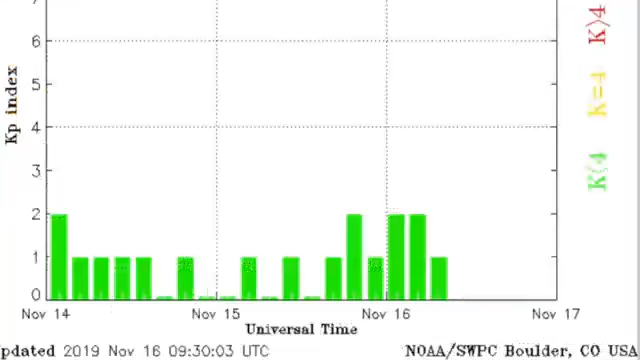 7
6
5
4
3
2
1
0
Kp index
Nov 14 Nov 15 Nov 16 Nov 17
Universal Time
pdated 2019 Nov 16 09:30:03 UTC
NOAA/SWPC Boulder, CO USA
K>4
K=4
K<4